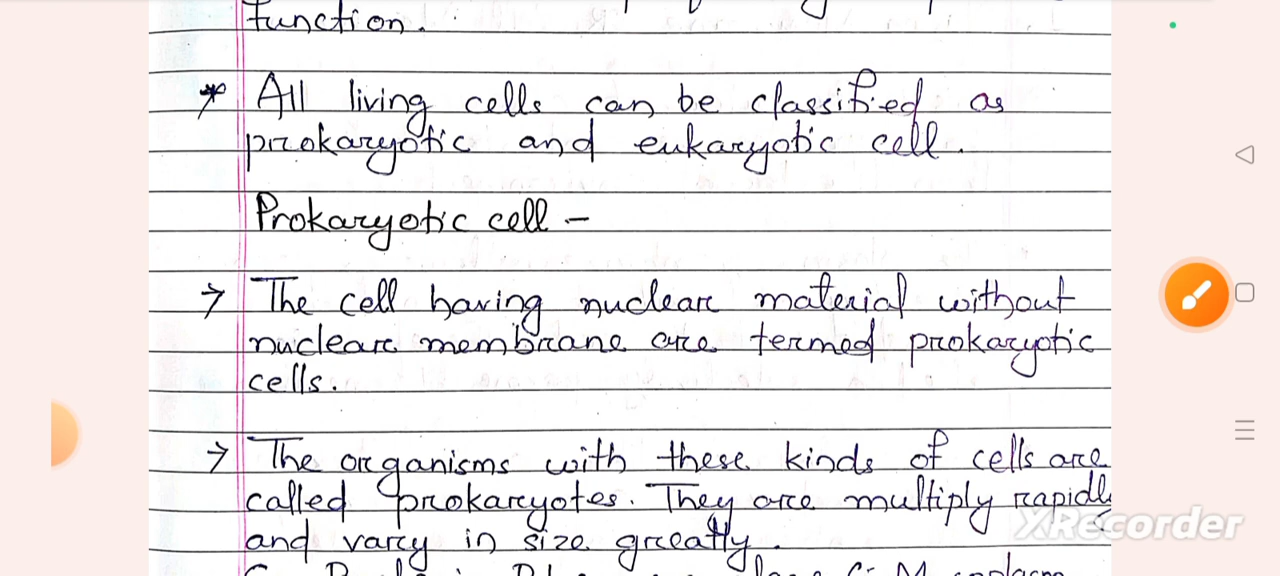 function.
* All living cells can be classified as
prokaryotic and eukaryotic cell.
Prokaryotic cell -
→ The cell having nuclear material without
nuclear membrane are termed prokaryotic
cells.
→ The organisms with these kinds of cells are
called prokaryotes. They are multiply rapidly
and vary in size greatly.
XRecorder